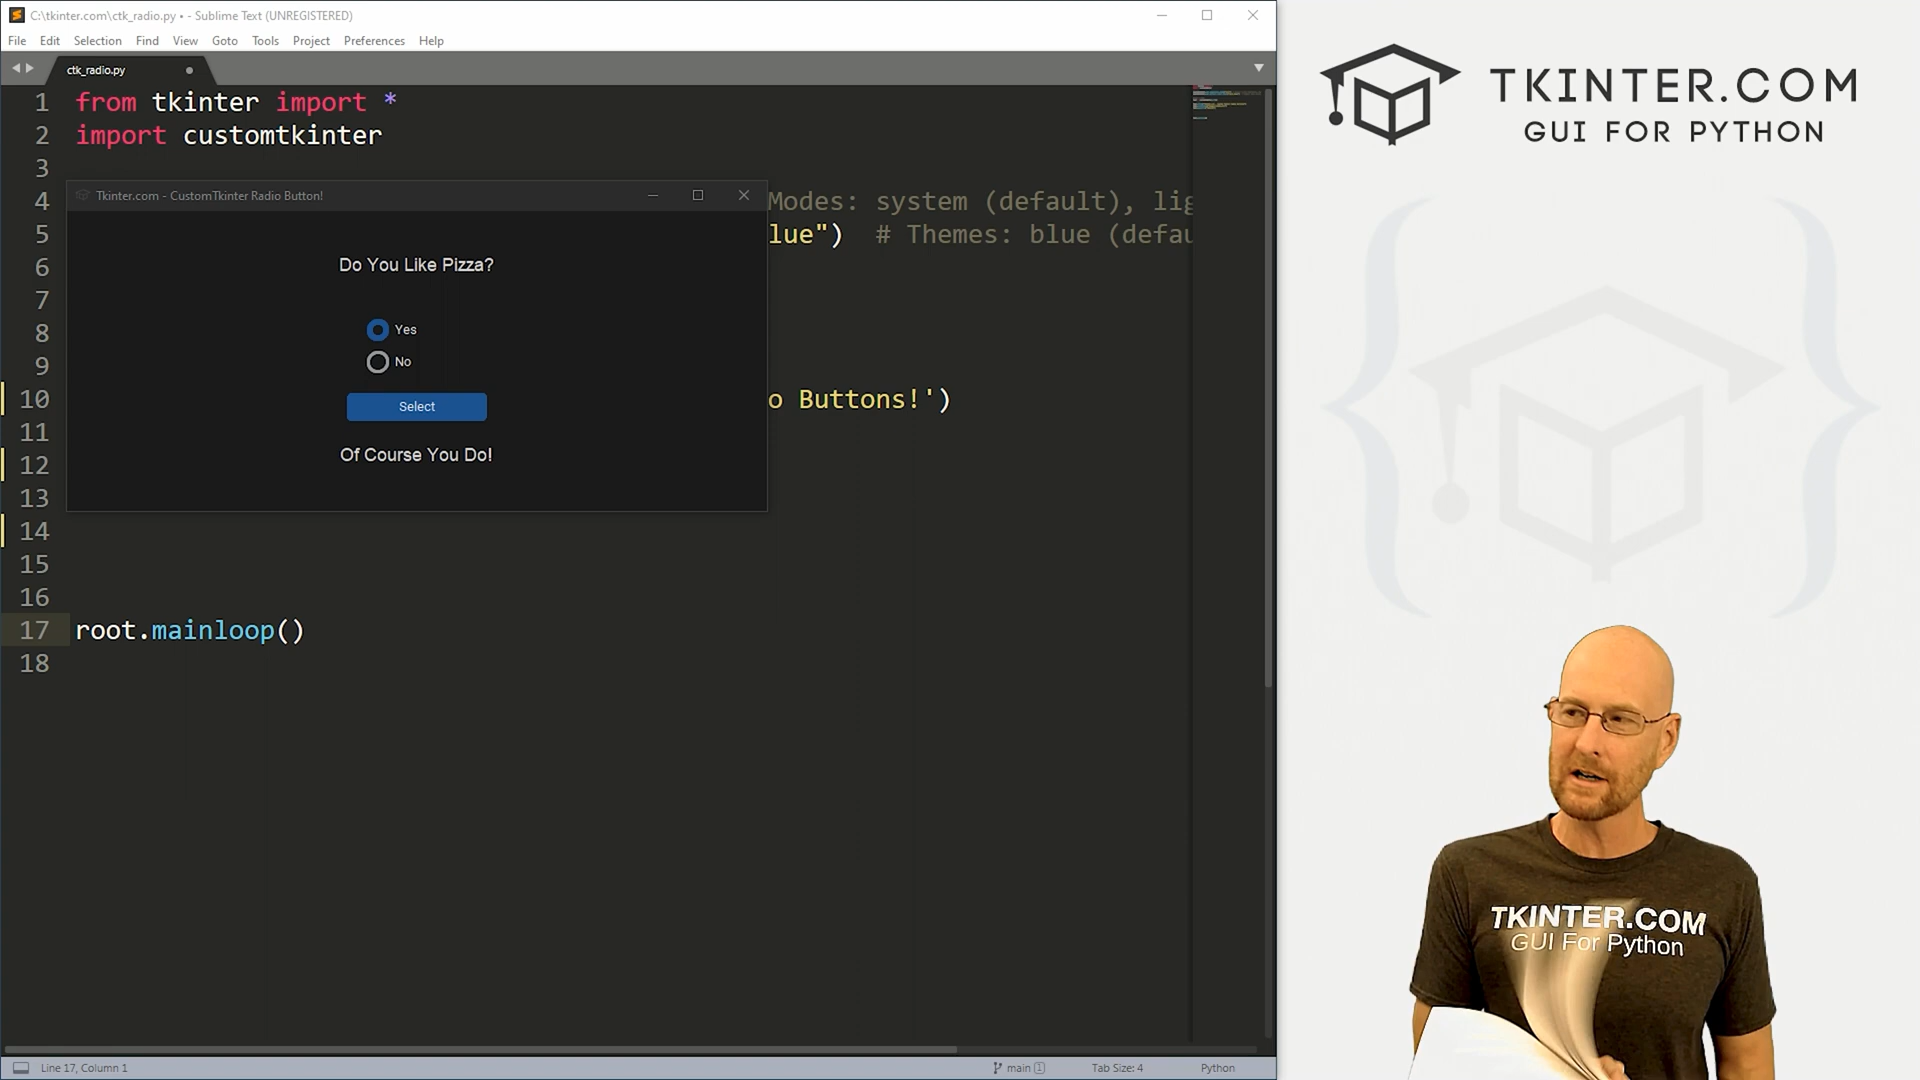 C:\tkinter.com\ctk_radio.py • - Sublime Text (UNREGISTERED)
File Edit Selection Find View Goto Tools Project Preferences Help
ctk_radio.py
1 from tkinter import *
2 import customtkinter
3
Tkinter.com - CustomTkinter Radio Button!
4 Modes: system (default), lig
5 lue") # Themes: blue (defau
Do You Like Pizza?
6
7
8
Yes
9
No
10 o Buttons!')
Select
11
12
Of Course You Do!
13
14
15
16
17 root.mainloop()
18
Line 17, Column 1
main 1
Tab Size: 4
Python
TKINTER.COM
GUI FOR PYTHON
TKINTER.COM
GUI For Python